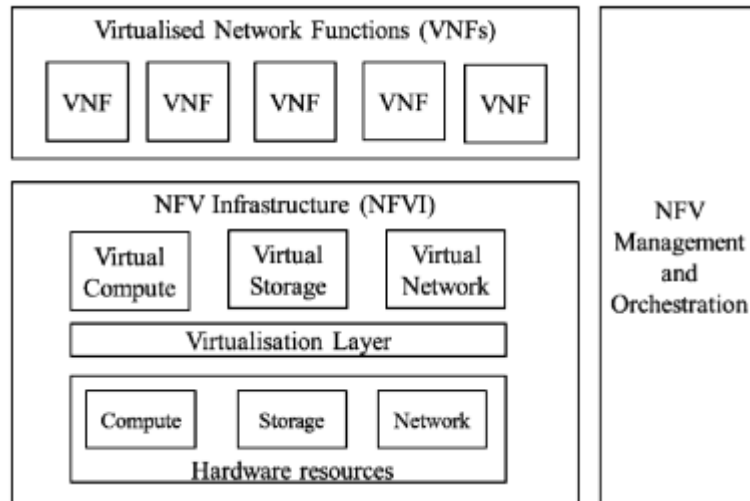 Virtualised Network Functions (VNFs)
VNF VNF VNF VNF VNF
NFV Infrastructure (NFVI)
Virtual Compute
Virtual Storage
Virtual Network
Virtualisation Layer
Compute Storage Network
Hardware resources
NFV
Management
and
Orchestration